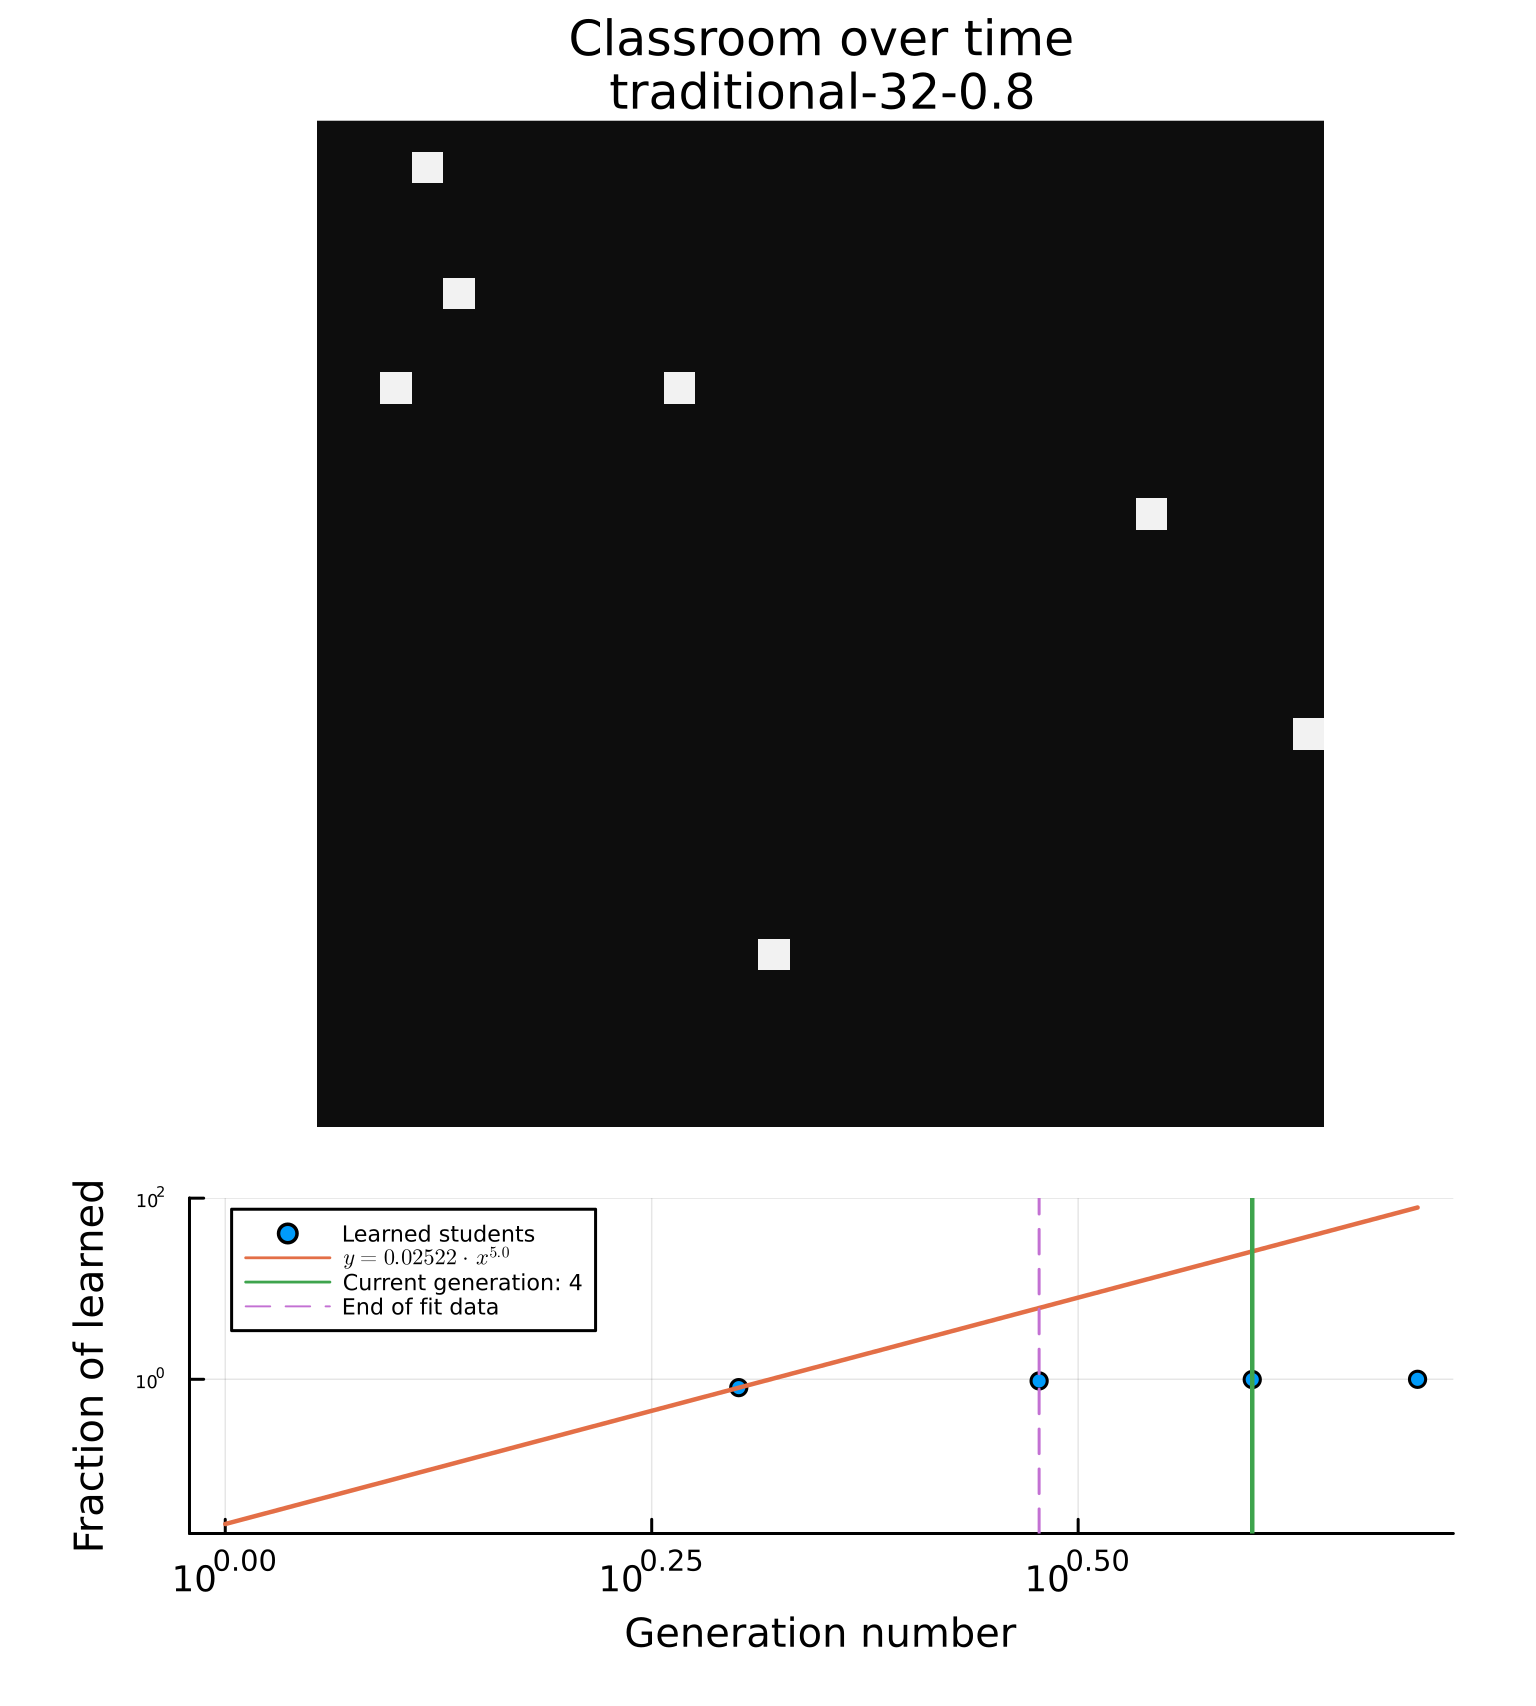 Classroom over time
traditional-32-0.8
Fraction of learned
10^2
10^0
Learned students
y = 0.02522 · x^5.0
Current generation: 4
End of fit data
10^0.00
10^0.25
10^0.50
Generation number